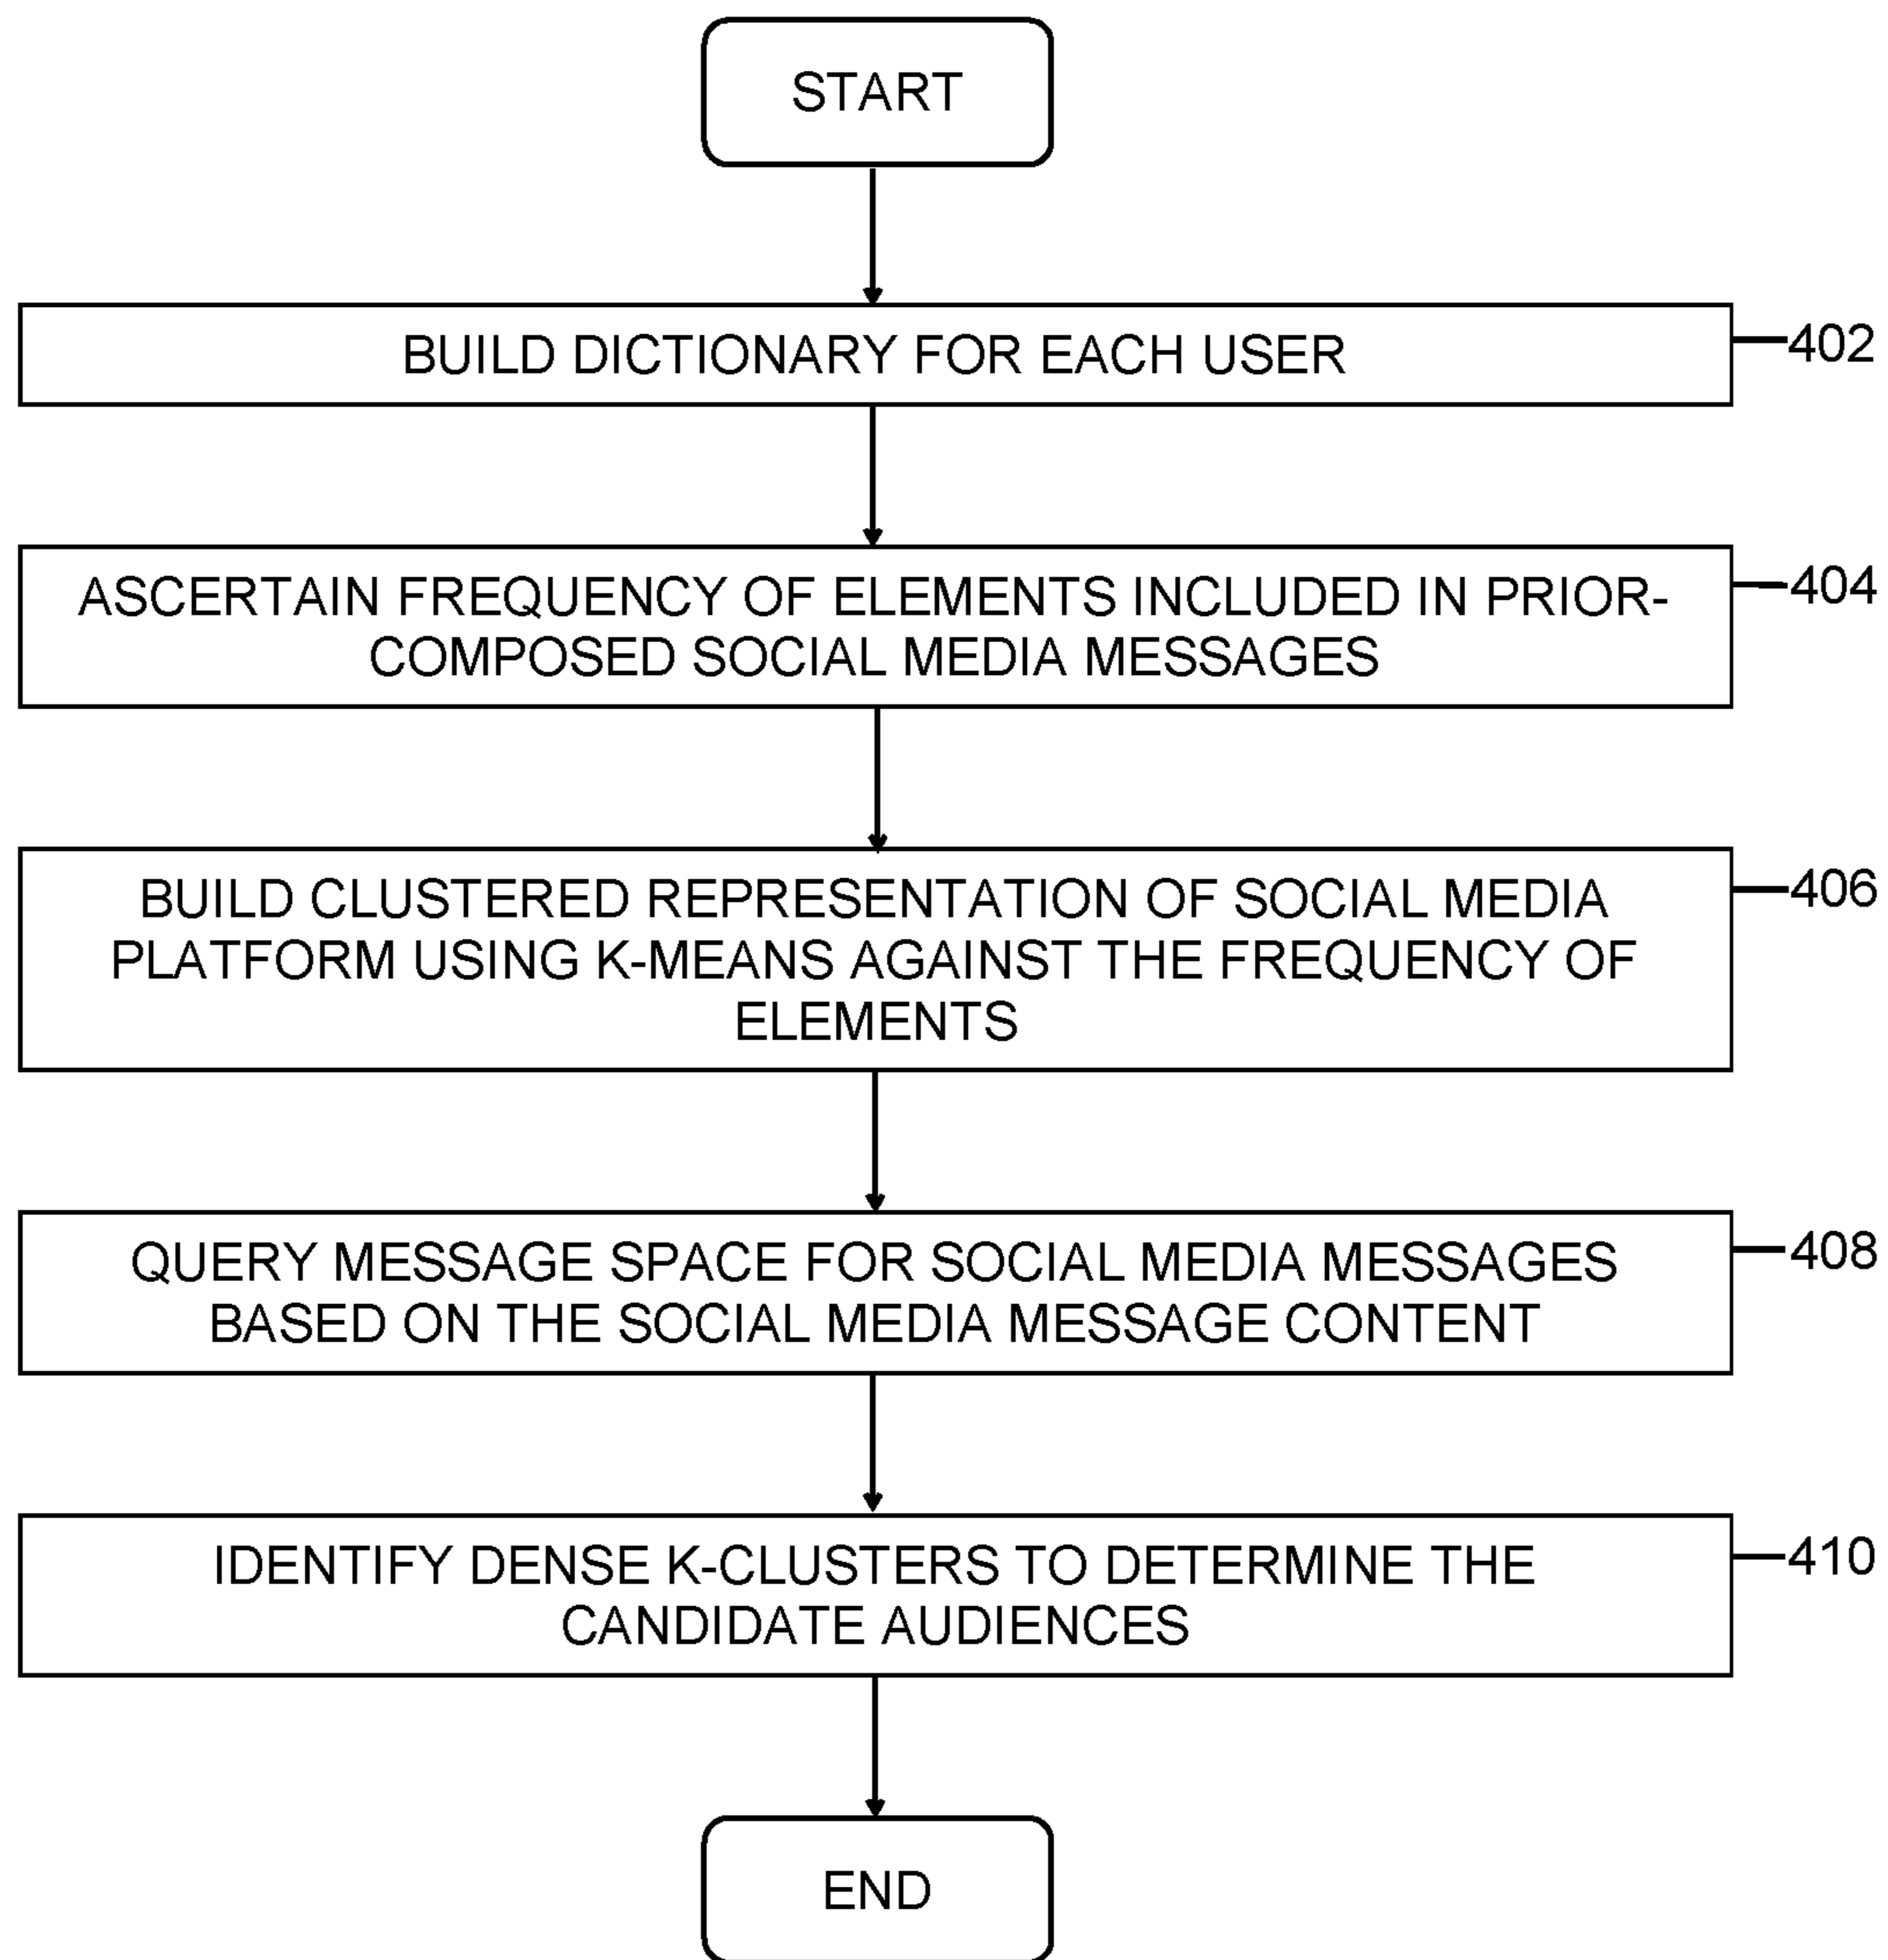 START
BUILD DICTIONARY FOR EACH USER
402
ASCERTAIN FREQUENCY OF ELEMENTS INCLUDED IN PRIOR-
COMPOSED SOCIAL MEDIA MESSAGES
404
BUILD CLUSTERED REPRESENTATION OF SOCIAL MEDIA
PLATFORM USING K-MEANS AGAINST THE FREQUENCY OF
ELEMENTS
406
QUERY MESSAGE SPACE FOR SOCIAL MEDIA MESSAGES
BASED ON THE SOCIAL MEDIA MESSAGE CONTENT
408
IDENTIFY DENSE K-CLUSTERS TO DETERMINE THE
CANDIDATE AUDIENCES
410
END